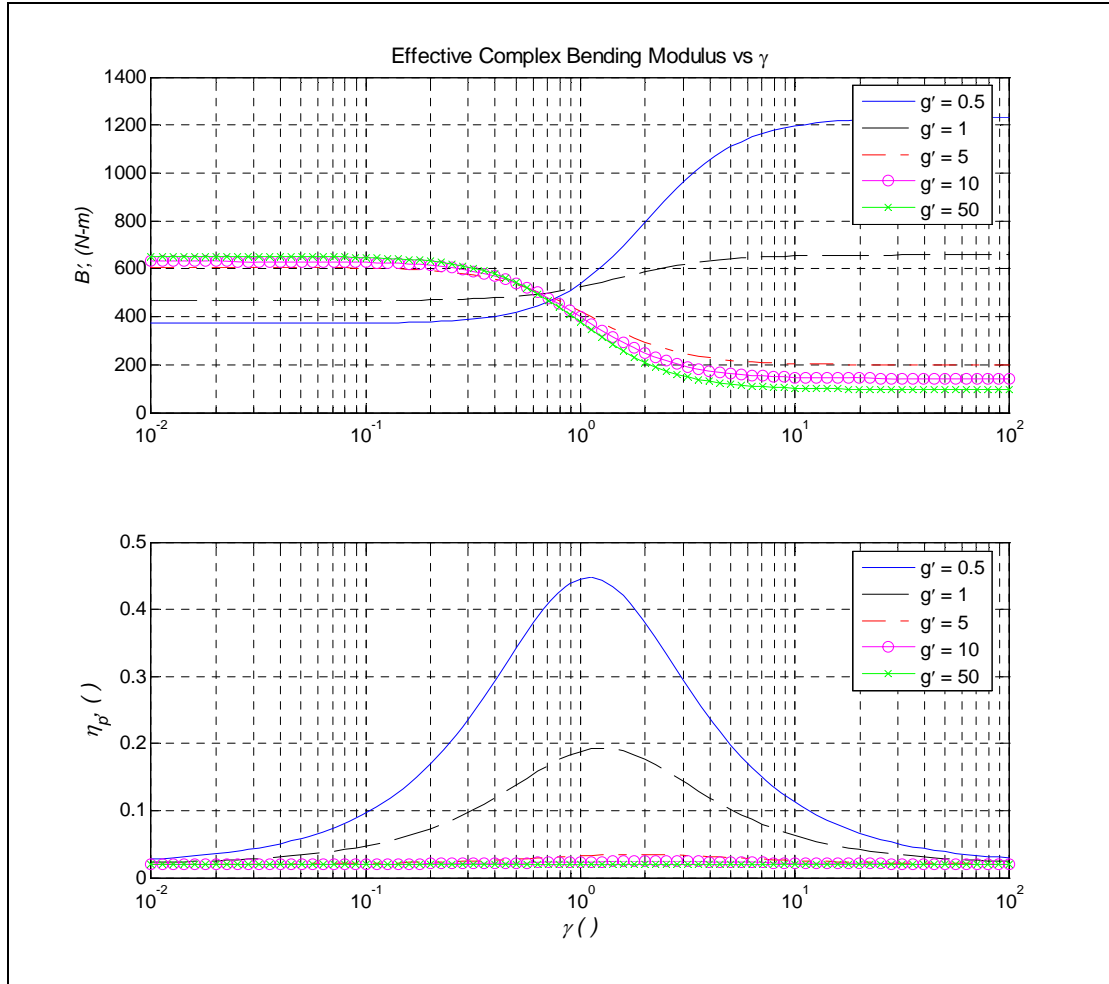 Effective Complex Bending Modulus vs γ
1400
1200
1000
800
600
400
200
0
B', (N-m)
g' = 0.5
g' = 1
g' = 5
g' = 10
g' = 50
10^-2
10^-1
10^0
10^1
10^2
0.5
0.4
0.3
0.2
0.1
0
η_p', ( )
g' = 0.5
g' = 1
g' = 5
g' = 10
g' = 50
10^-2
10^-1
10^0
10^1
10^2
γ ( )